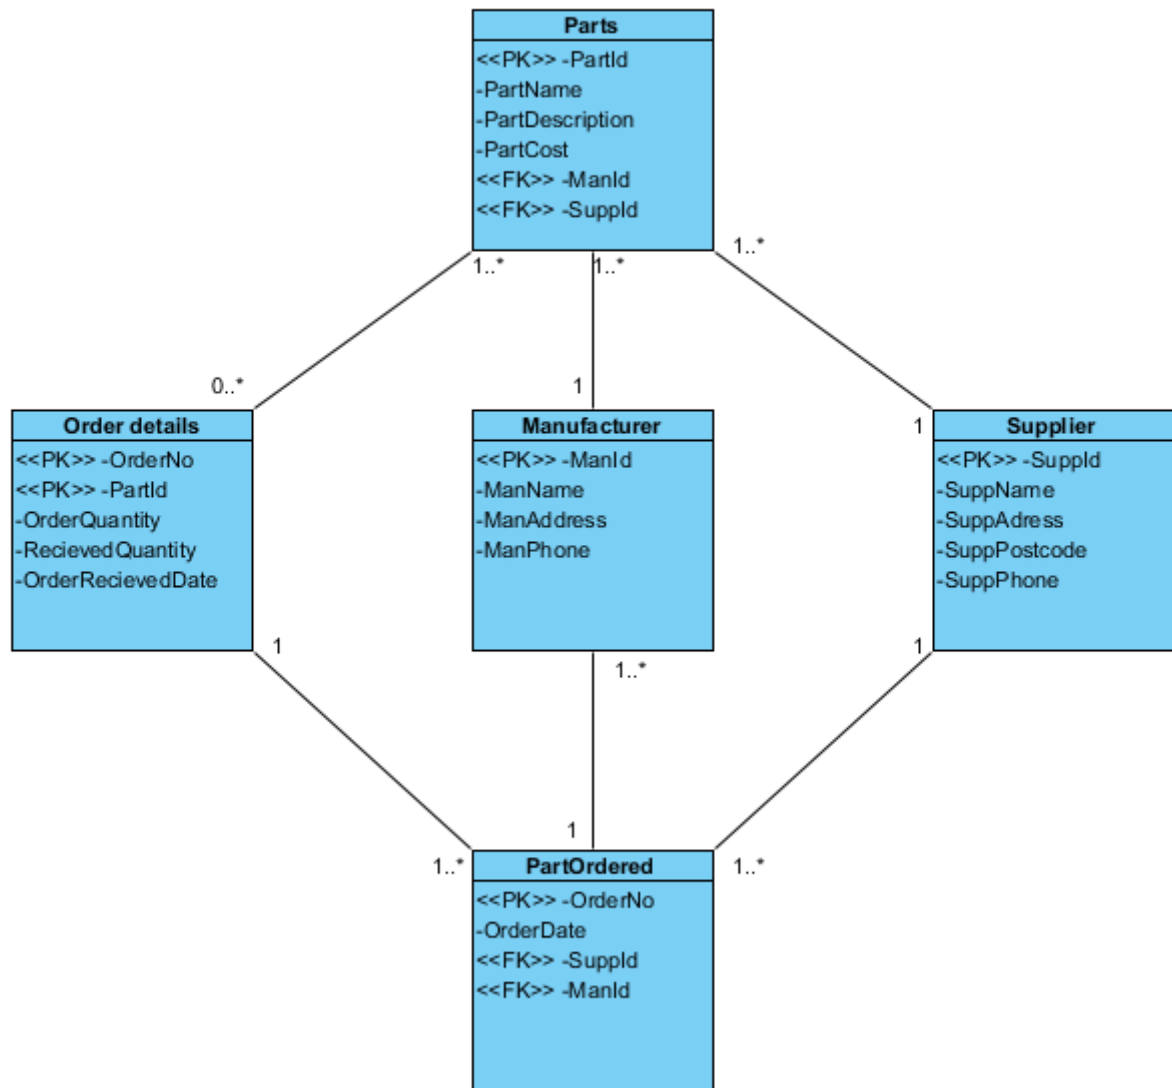 Parts
<<PK>> -PartId
-PartName
-PartDescription
-PartCost
<<FK>> -ManId
<<FK>> -SuppId
1..*
1..*
1..*
0..*
1
1
Order details
<<PK>> -OrderNo
<<PK>> -PartId
-OrderQuantity
-RecievedQuantity
-OrderRecievedDate
Manufacturer
<<PK>> -ManId
-ManName
-ManAddress
-ManPhone
Supplier
<<PK>> -SuppId
-SuppName
-SuppAdress
-SuppPostcode
-SuppPhone
1
1..*
1
1..*
1
1..*
PartOrdered
<<PK>> -OrderNo
-OrderDate
<<FK>> -SuppId
<<FK>> -ManId